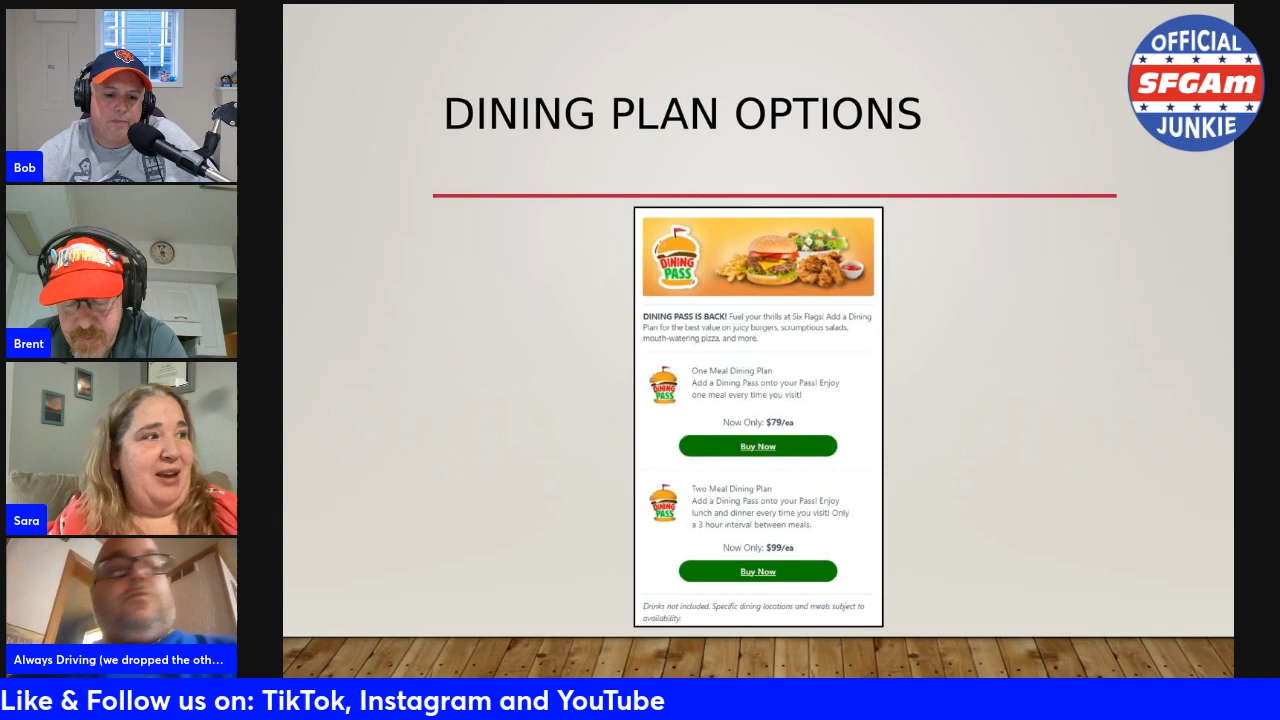 Bob
Brent
Sara
Always Driving (we dropped the oth...
DINING PLAN OPTIONS
OFFICIAL
SFGAm
JUNKIE
DINING
PASS
DINING PASS IS BACK! Fuel your thrills at Six Flags! Add a Dining
Plan for the best value on juicy burgers, scrumptious salads,
mouth-watering pizza, and more.
DINING
PASS
One Meal Dining Plan
Add a Dining Pass onto your Pass! Enjoy
one meal every time you visit!
Now Only: $79/ea
Buy Now
DINING
PASS
Two Meal Dining Plan
Add a Dining Pass onto your Pass! Enjoy
lunch and dinner every time you visit! Only
a 3 hour interval between meals.
Now Only: $99/ea
Buy Now
Drinks not included. Specific dining locations and meals subject to
availability.
Like & Follow us on: TikTok, Instagram and YouTube